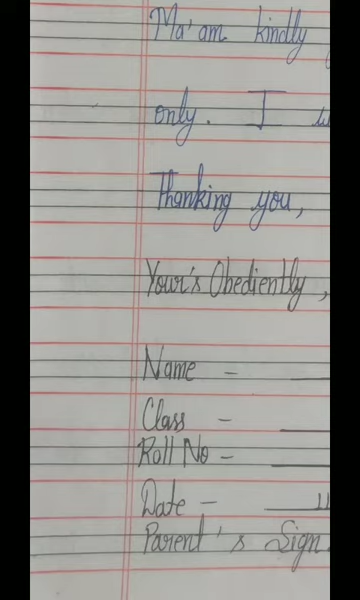 Ma'am kindly
only. I
Thanking you,
Your's Obediently,
Name -
Class -
Roll No -
Date -
Parent's Sign.